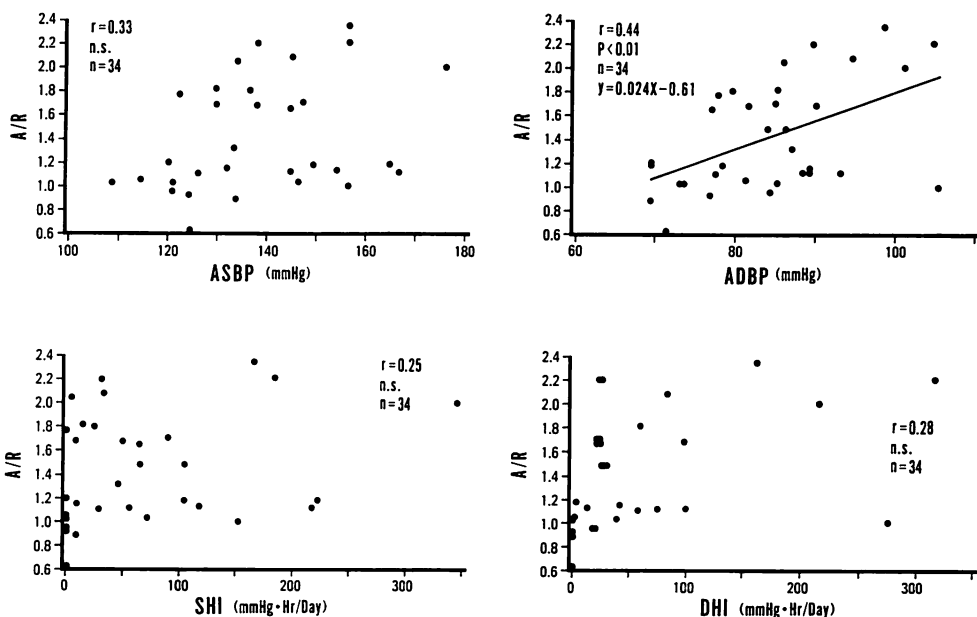 r=0.33
n.s.
n=34
A/R
2.4
2.2
2.0
1.8
1.6
1.4
1.2
1.0
0.8
0.6
100 120 140 160 180
ASBP (mmHg)
r=0.44
P<0.01
n=34
y=0.024X−0.61
A/R
2.4
2.2
2.0
1.8
1.6
1.4
1.2
1.0
0.8
0.6
60 80 100
ADBP (mmHg)
r=0.25
n.s.
n=34
A/R
2.4
2.2
2.0
1.8
1.6
1.4
1.2
1.0
0.8
0.6
0 100 200 300
SHI (mmHg•Hr/Day)
r=0.28
n.s.
n=34
A/R
2.4
2.2
2.0
1.8
1.6
1.4
1.2
1.0
0.8
0.6
0 100 200 300
DHI (mmHg•Hr/Day)